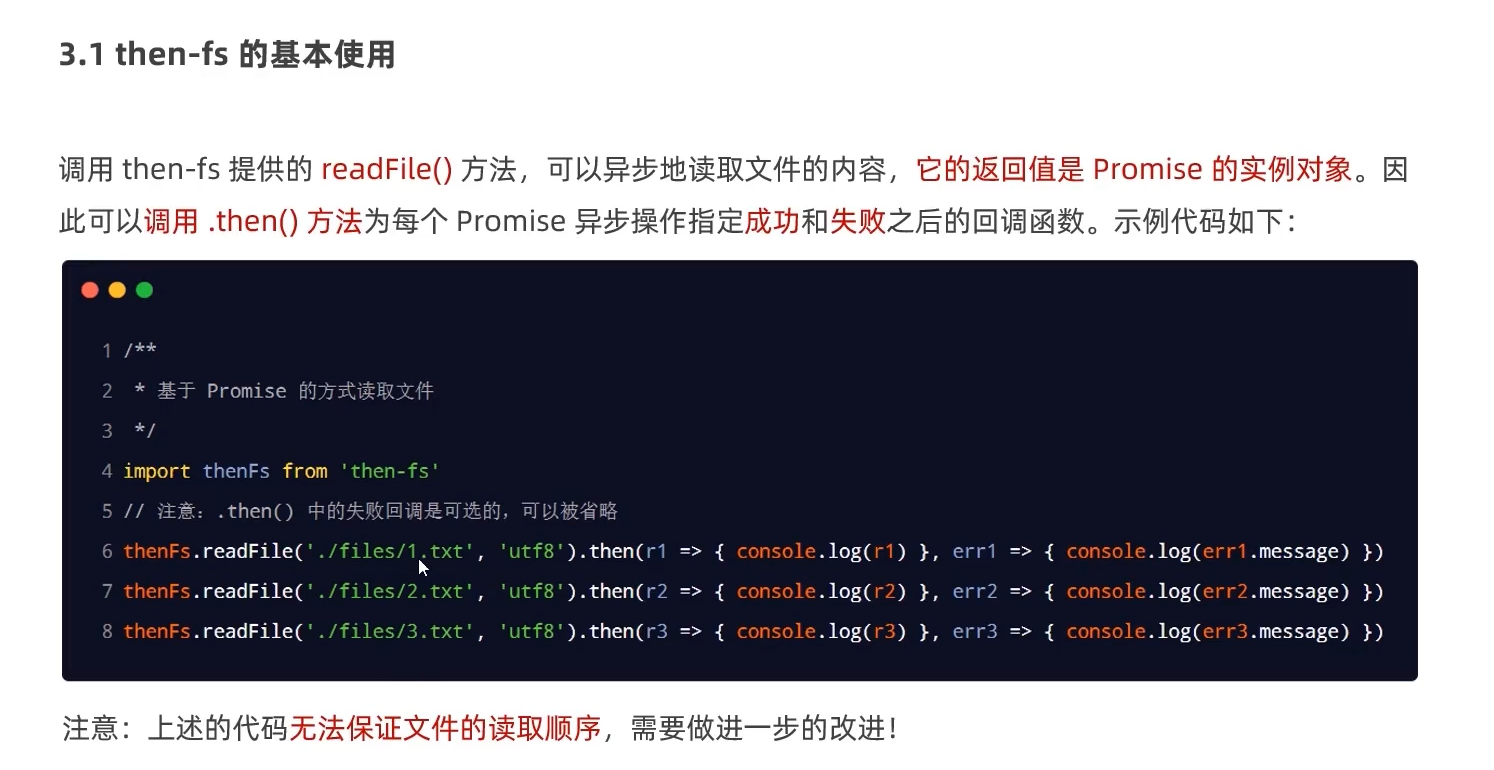 3.1 then-fs 的基本使用
调用 then-fs 提供的 readFile() 方法，可以异步地读取文件的内容，它的返回值是 Promise 的实例对象。因
此可以调用 .then() 方法为每个 Promise 异步操作指定成功和失败之后的回调函数。示例代码如下：
1 /**
2  * 基于 Promise 的方式读取文件
3  */
4 import thenFs from 'then-fs'
5 // 注意：.then() 中的失败回调是可选的，可以被省略
6 thenFs.readFile('./files/1.txt', 'utf8').then(r1 => { console.log(r1) }, err1 => { console.log(err1.message) })
7 thenFs.readFile('./files/2.txt', 'utf8').then(r2 => { console.log(r2) }, err2 => { console.log(err2.message) })
8 thenFs.readFile('./files/3.txt', 'utf8').then(r3 => { console.log(r3) }, err3 => { console.log(err3.message) })
注意：上述的代码无法保证文件的读取顺序，需要做进一步的改进！